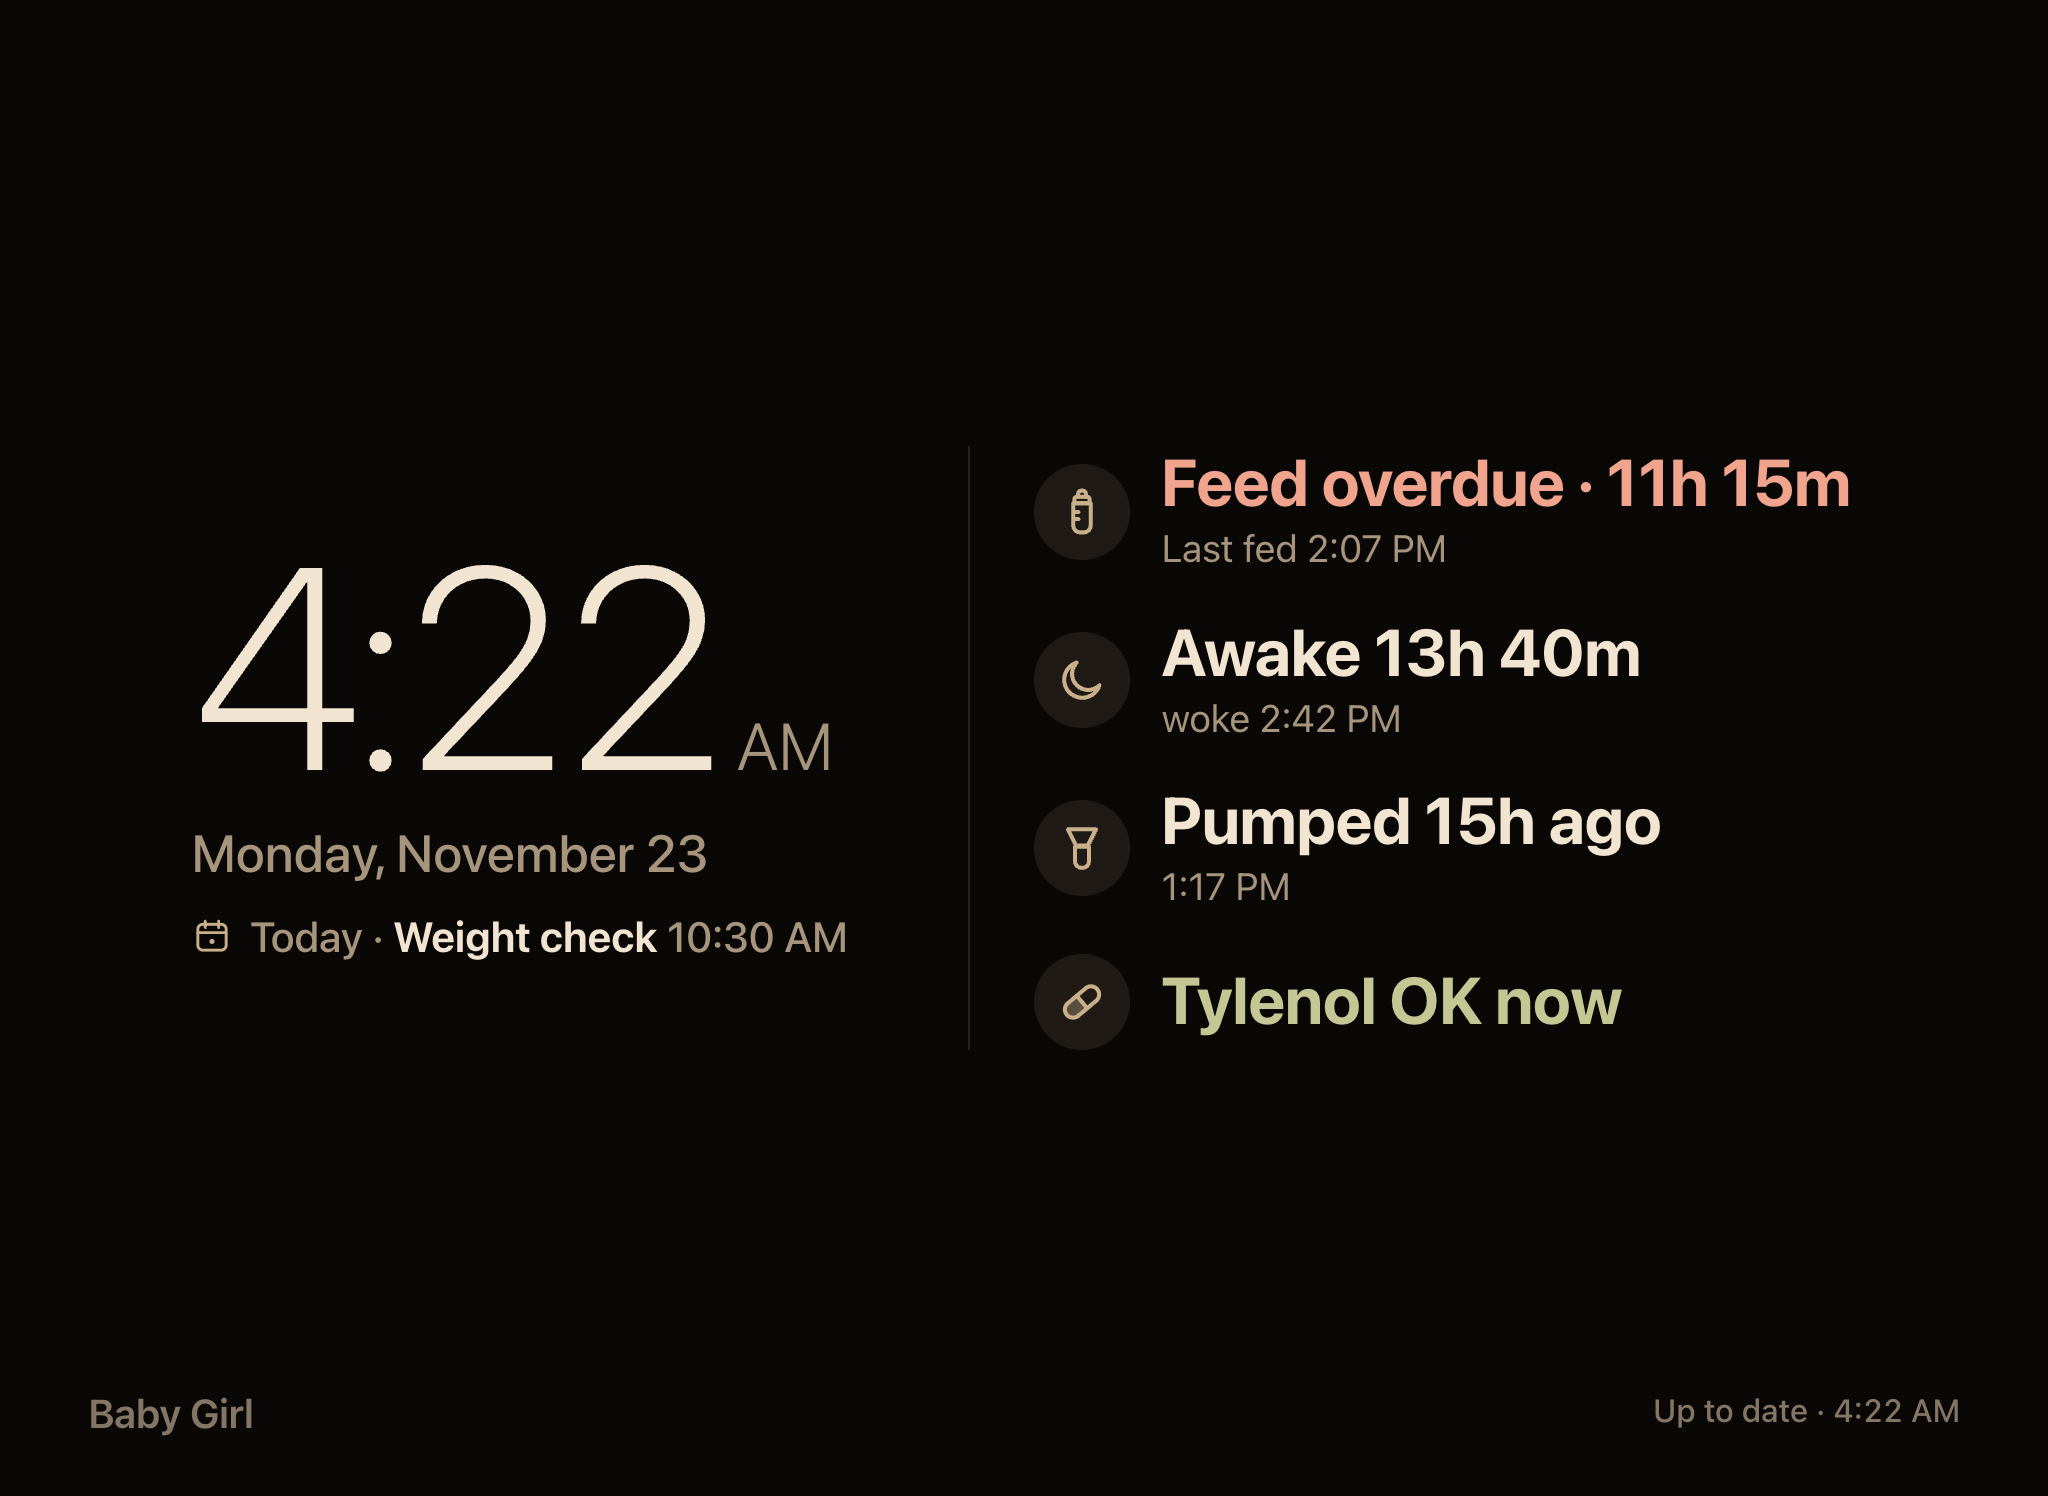 4:22 AM
Monday, November 23
Today · Weight check 10:30 AM
Feed overdue · 11h 15m
Last fed 2:07 PM
Awake 13h 40m
woke 2:42 PM
Pumped 15h ago
1:17 PM
Tylenol OK now
Baby Girl
Up to date · 4:22 AM